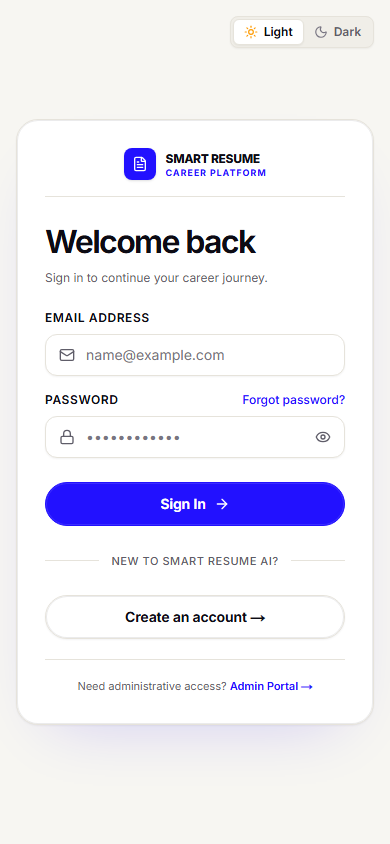 Light
Dark
SMART RESUME
CAREER PLATFORM
Welcome back
Sign in to continue your career journey.
EMAIL ADDRESS
name@example.com
PASSWORD
Forgot password?
••••••••••••
Sign In →
NEW TO SMART RESUME AI?
Create an account →
Need administrative access? Admin Portal →